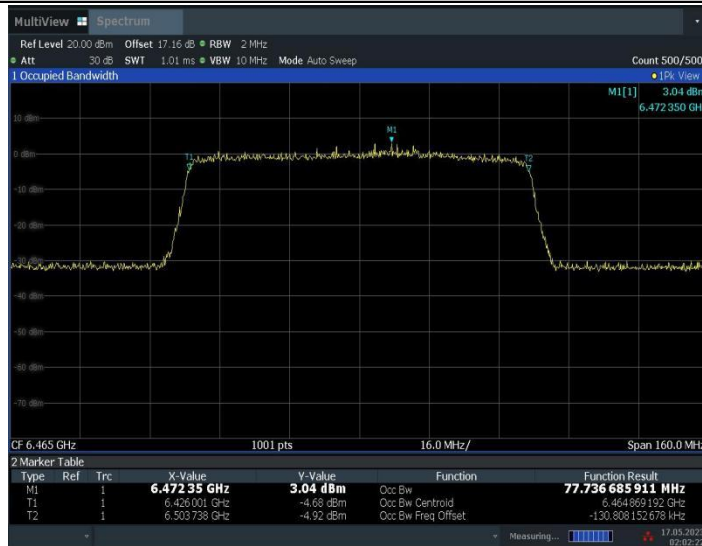 MultiView Spectrum
Ref Level 20.00 dBm Offset 17.16 dB RBW 2 MHz
Att 30 dB SWT 1.01 ms VBW 10 MHz Mode Auto Sweep Count 500/500
1 Occupied Bandwidth 1Pk View
M1[1] 3.04 dBm
6.472 350 GH
10 dBm
M1
0 dBm
T1
T2
-10 dBm
-20 dBm
-30 dBm
-40 dBm
-50 dBm
-60 dBm
-70 dBm
CF 6.465 GHz 1001 pts 16.0 MHz/ Span 160.0 MHz
2 Marker Table
Type Ref Trc X-Value Y-Value Function Function Result
M1 1 6.472 35 GHz 3.04 dBm Occ Bw 77.736 685 911 MHz
T1 1 6.426 001 GHz -4.68 dBm Occ Bw Centroid 6.464 869 192 GHz
T2 1 6.503 738 GHz -4.92 dBm Occ Bw Freq Offset -130.808 152 678 kHz
Measuring... 17.05.2023